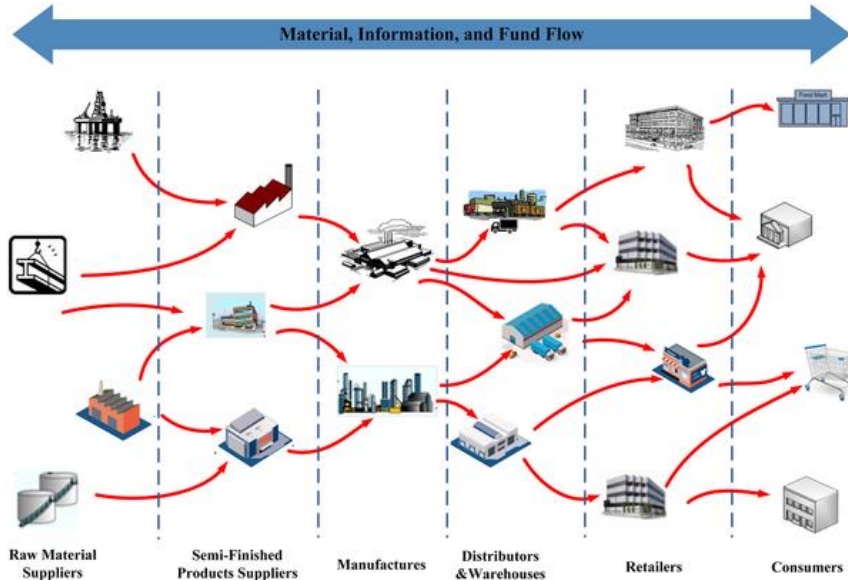 Material, Information, and Fund Flow
Food Mart
Raw Material
Suppliers
Semi-Finished
Products Suppliers
Manufactures
Distributors
&Warehouses
Retailers
Consumers